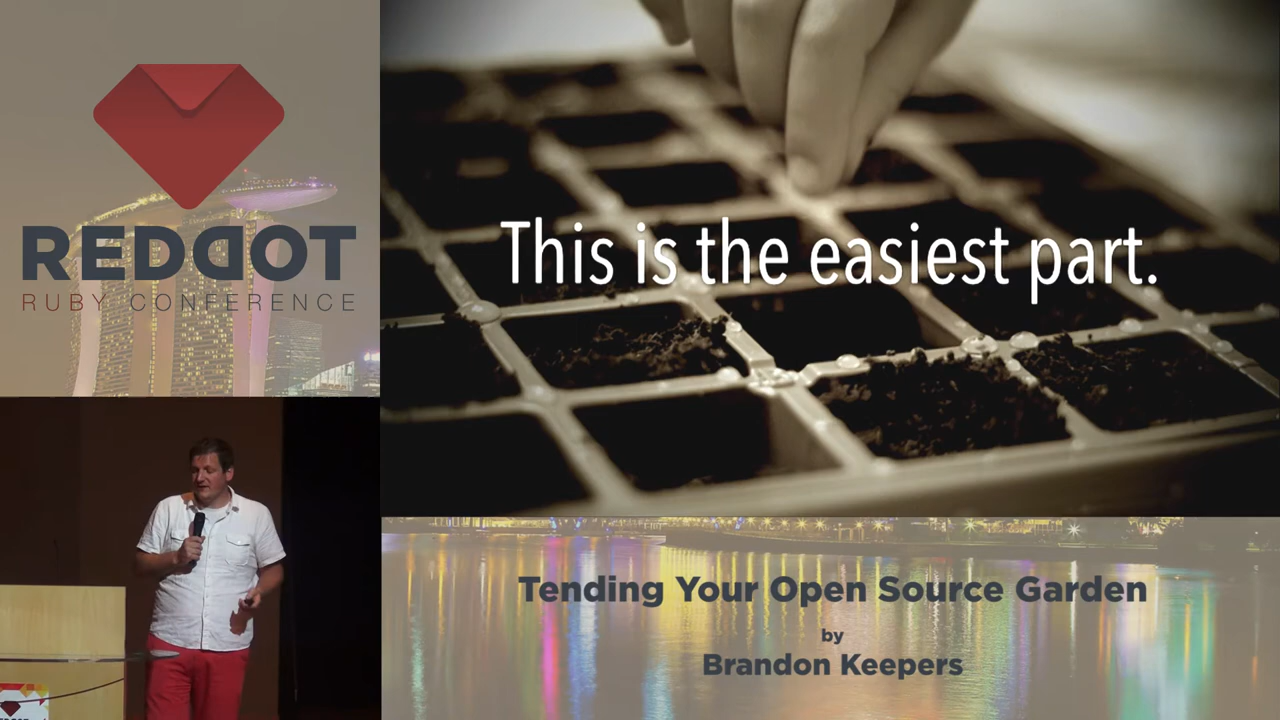 REDDOT
RUBY CONFERENCE
This is the easiest part.
Tending Your Open Source Garden
by
Brandon Keepers